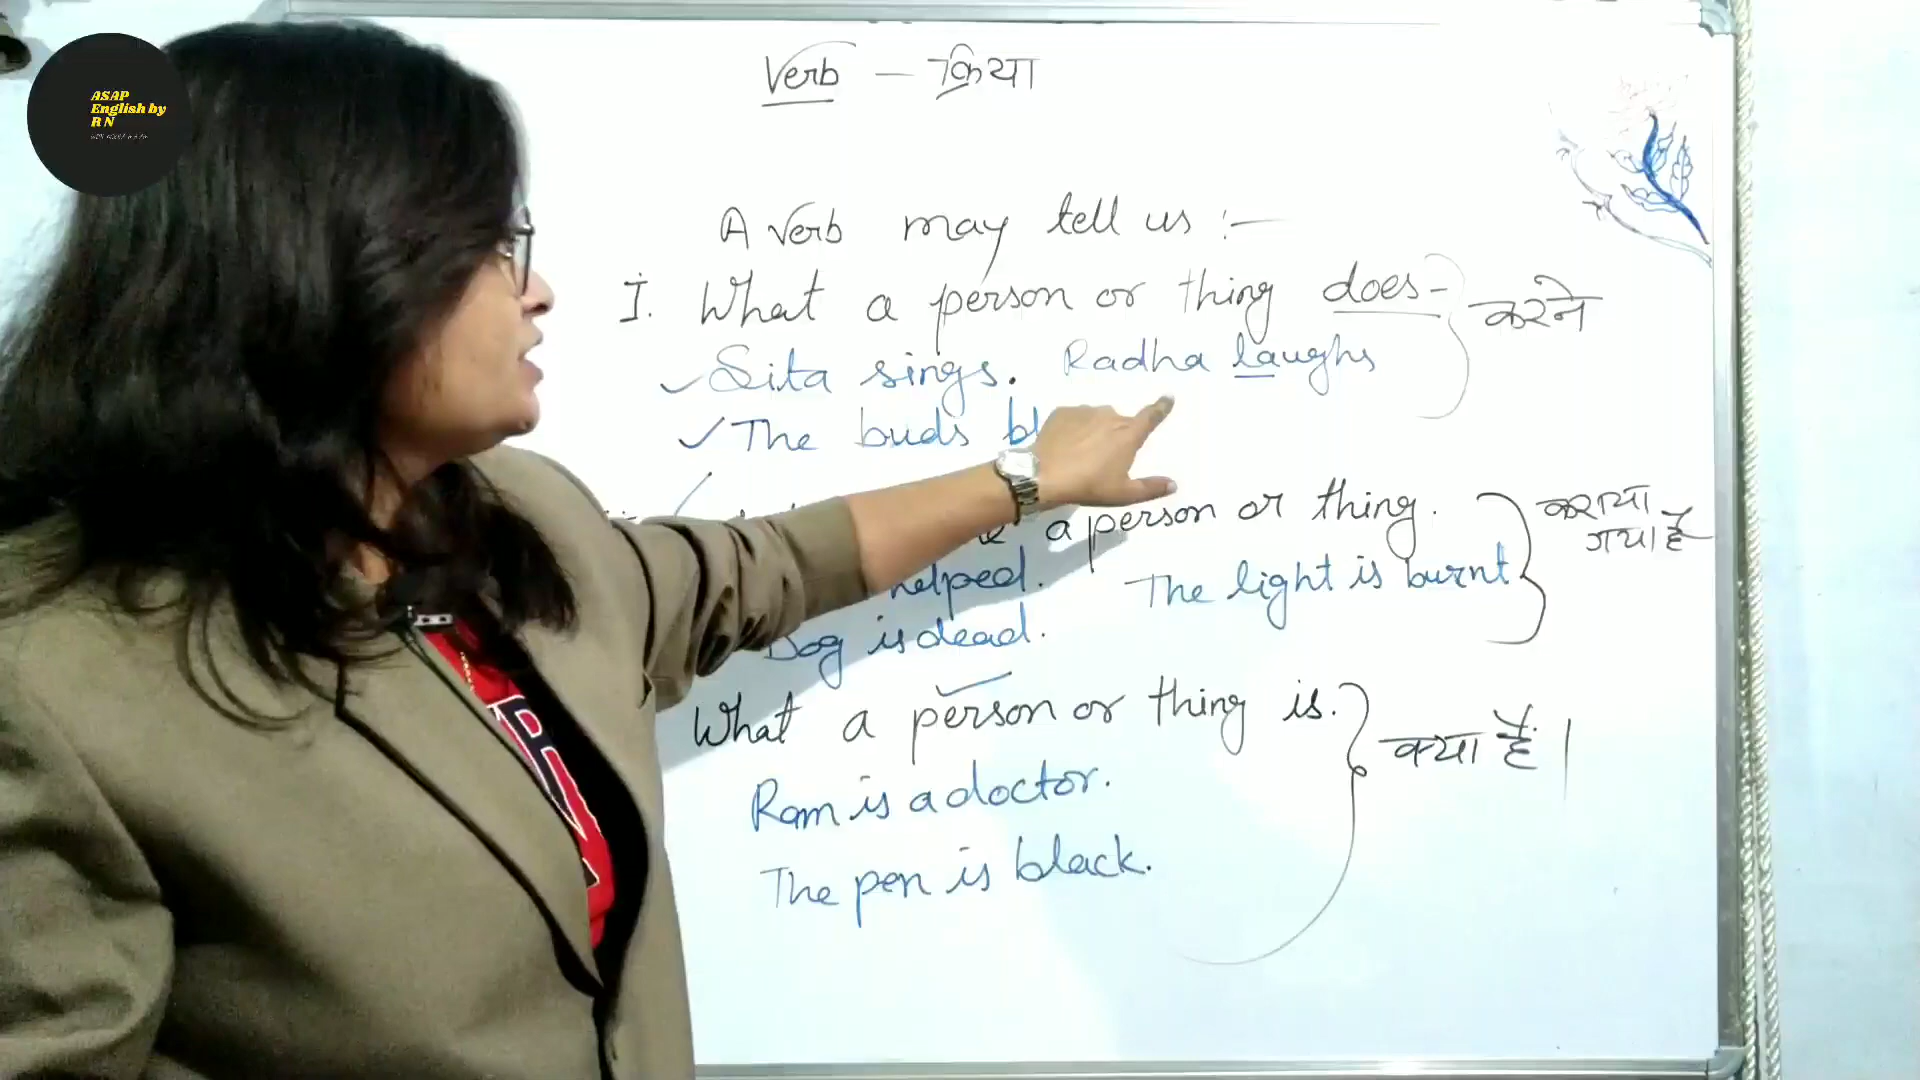 ASAP
English by
R N
Verb – क्रिया
A verb may tell us :-
I. What a person or thing does-
करने
Sita sings. Radha laughs
The buds
a person or thing.
कराया
गया है
helped. The light is burnt
Dog is dead.
What a person or thing is.
क्या है।
Ram is a doctor.
The pen is black.